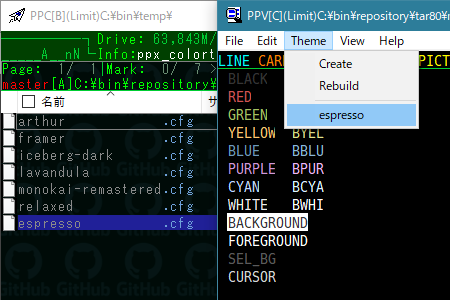 PPC[B](Limit)C:¥bin¥temp¥
Drive: 63,843M/
_____A__nN Info:ppx_colort
Page: 1/ 1 Mark: 0/ 7 >
master[A]C:¥bin¥repository¥
名前
arthur .cfg
framer .cfg
iceberg-dark .cfg
lavandula .cfg
monokai-remastered.cfg
relaxed .cfg
espresso .cfg
PPV[C](Limit)C:¥bin¥repository¥tar80¥
File Edit Theme View Help
LINE CAR PICT
Create
Rebuild
espresso
BLACK
RED
GREEN
YELLOW BYEL
BLUE BBLU
PURPLE BPUR
CYAN BCYA
WHITE BWHI
BACKGROUND
FOREGROUND
SEL_BG
CURSOR